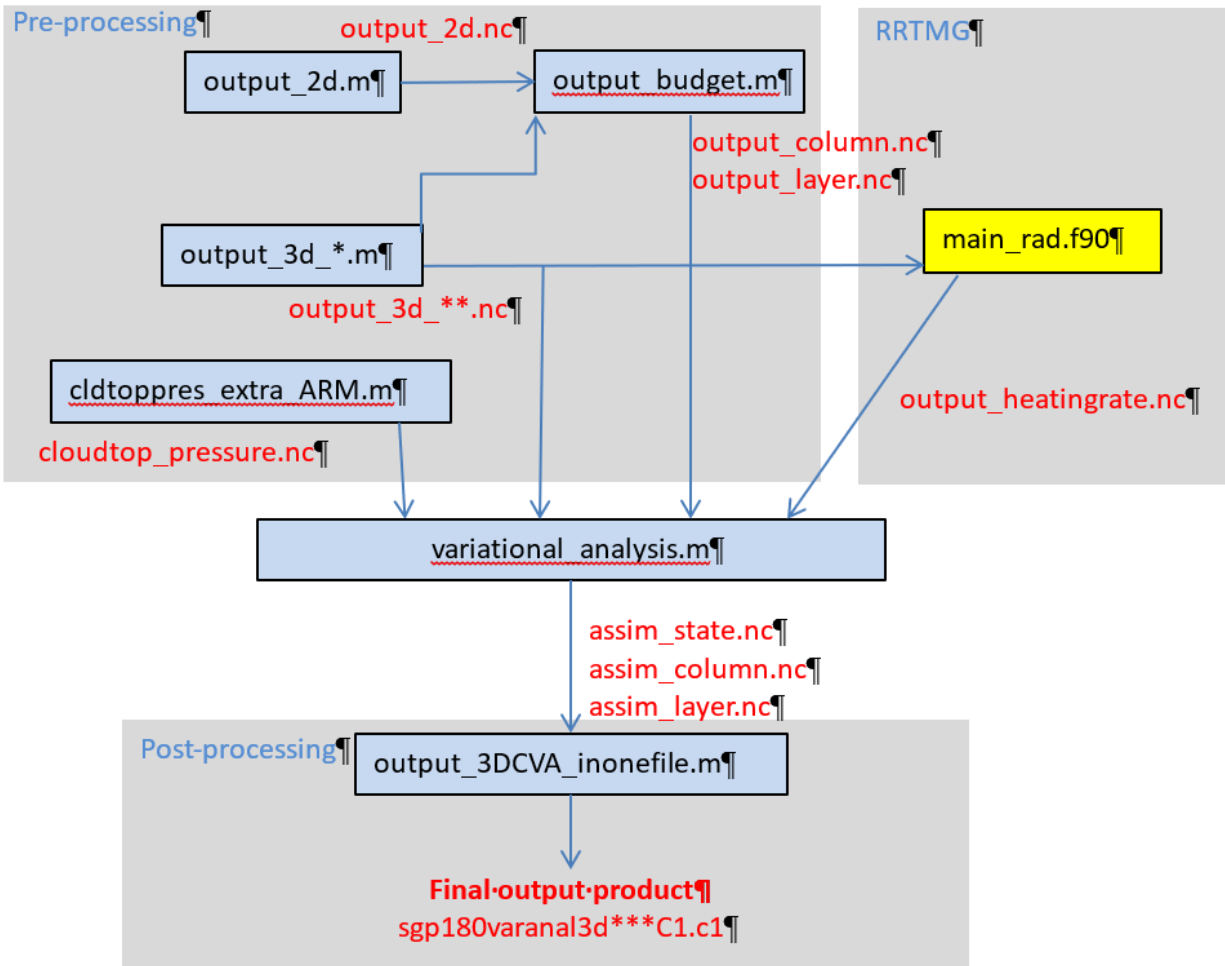 Pre-processing¶
output_2d.nc¶
RRTMG¶
output_2d.m¶
output_budget.m¶
output_column.nc¶
output_layer.nc¶
output_3d_*.m¶
main_rad.f90¶
output_3d_**.nc¶
cldtoppres_extra_ARM.m¶
output_heatingrate.nc¶
cloudtop_pressure.nc¶
variational_analysis.m¶
assim_state.nc¶
assim_column.nc¶
assim_layer.nc¶
Post-processing¶
output_3DCVA_inonefile.m¶
Final·output·product¶
sgp180varanal3d***C1.c1¶